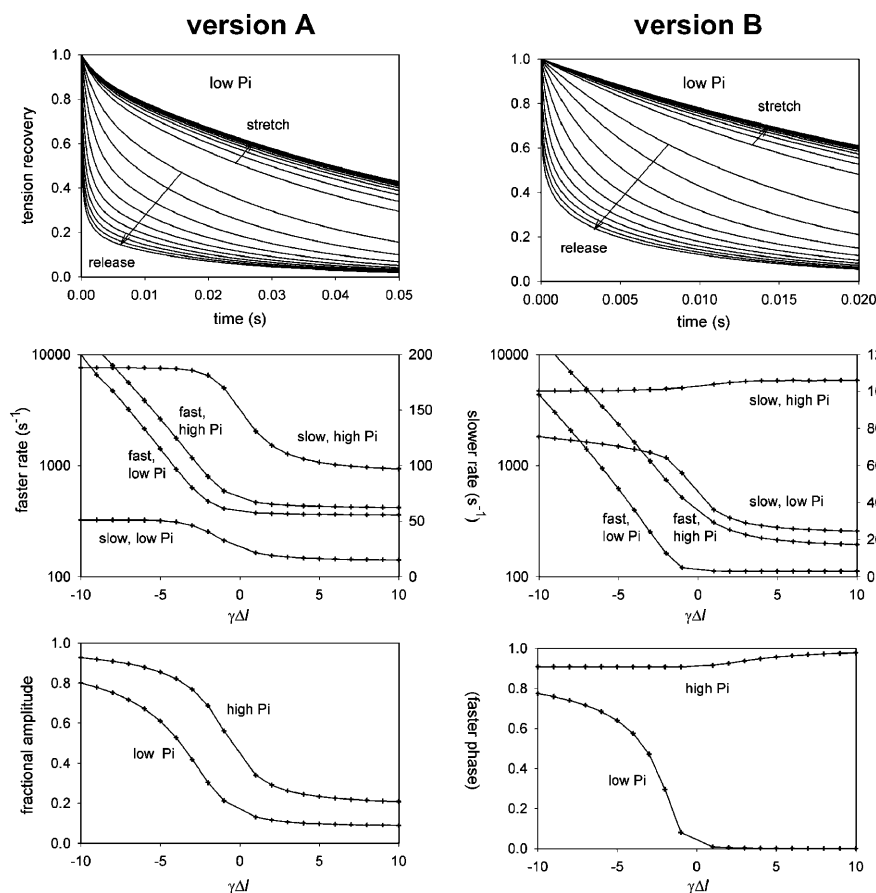 version A
version B
1.0
0.8
0.6
0.4
0.2
0.0
tension recovery
low Pi
stretch
release
0.00
0.01
0.02
0.03
0.04
0.05
time (s)
1.0
0.8
0.6
0.4
0.2
0.0
low Pi
stretch
release
0.000
0.005
0.010
0.015
0.020
time (s)
10000
1000
100
faster rate (s⁻¹)
200
150
100
50
0
fast,
high Pi
slow, high Pi
fast,
low Pi
slow, low Pi
-10
-5
0
5
10
γΔl
slower rate
(s⁻¹)
10000
1000
100
80
60
40
20
0
slow, high Pi
slow, low Pi
fast,
low Pi
fast,
high Pi
-10
-5
0
5
10
γΔl
1.0
0.8
0.6
0.4
0.2
0.0
fractional amplitude
high Pi
low Pi
-10
-5
0
5
10
γΔl
(faster phase)
1.0
0.8
0.6
0.4
0.2
0.0
high Pi
low Pi
-10
-5
0
5
10
γΔl